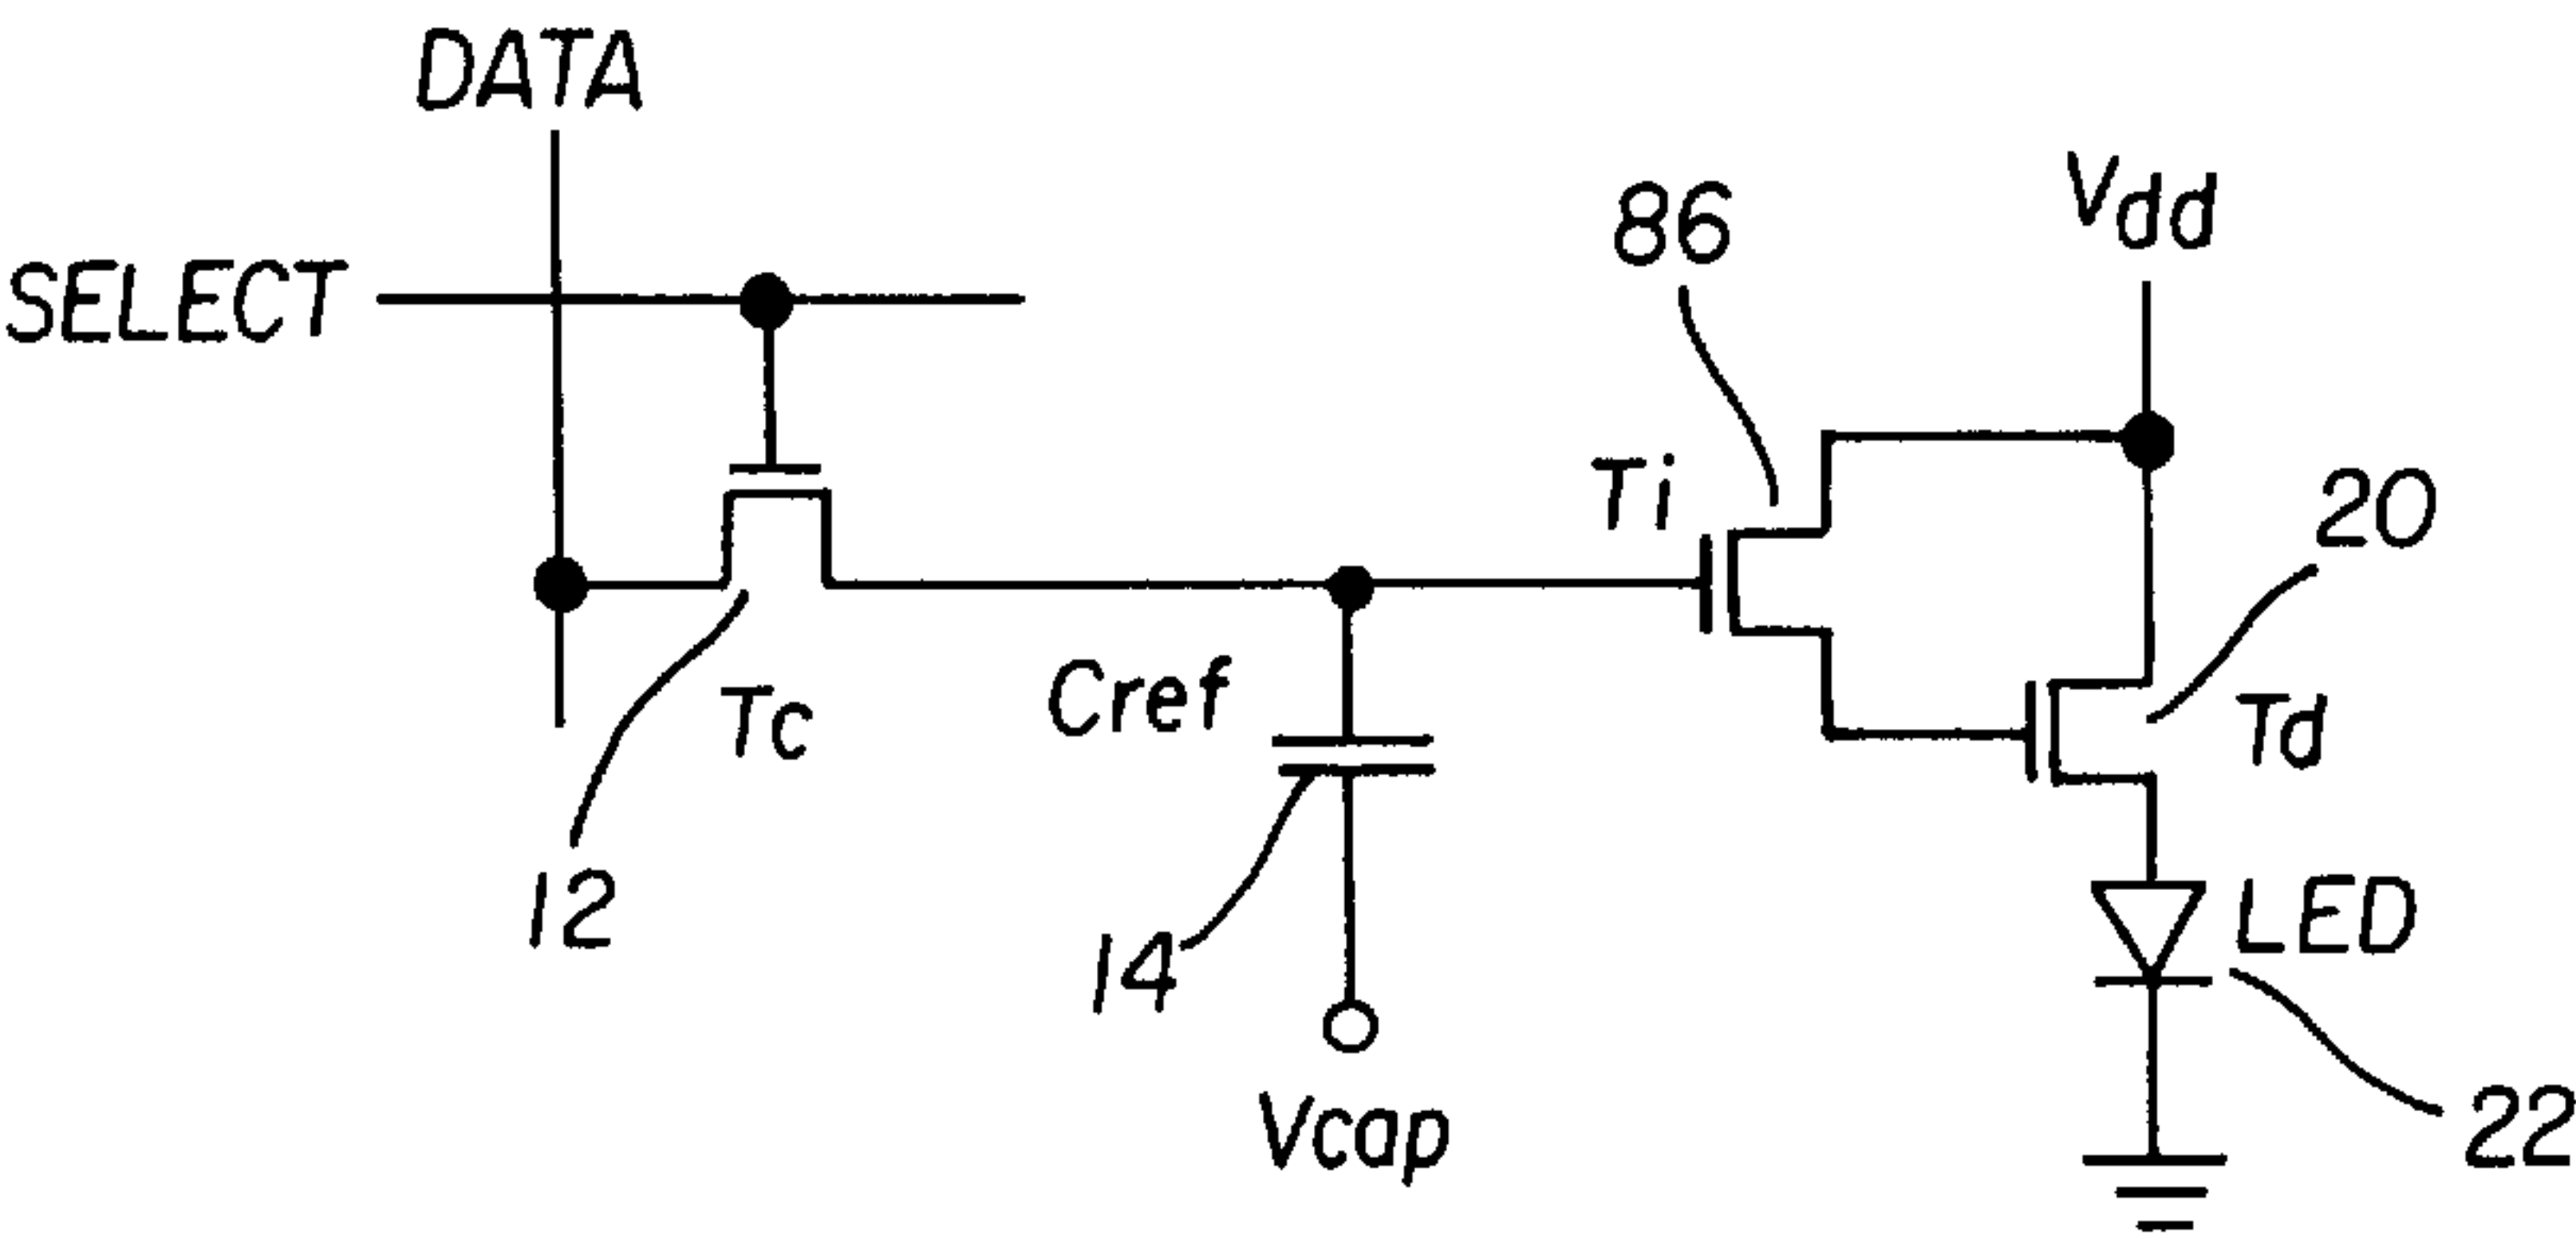 DATA
SELECT
86
Vdd
Ti
20
Tc
Cref
Td
12
14
LED
Vcap
22